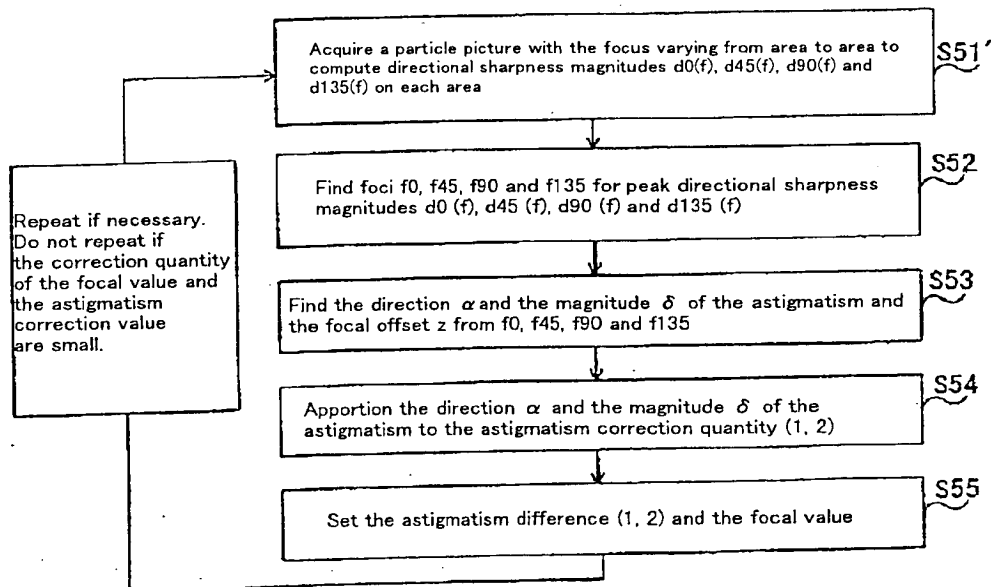 Acquire a particle picture with the focus varying from area to area to
compute directional sharpness magnitudes d0(f), d45(f), d90(f) and
d135(f) on each area
S51′
Find foci f0, f45, f90 and f135 for peak directional sharpness
magnitudes d0 (f), d45 (f), d90 (f) and d135 (f)
S52
Repeat if necessary.
Do not repeat if
the correction quantity
of the focal value and
the astigmatism
correction value
are small.
Find the direction α and the magnitude δ of the astigmatism and
the focal offset z from f0, f45, f90 and f135
S53
Apportion the direction α and the magnitude δ of the
astigmatism to the astigmatism correction quantity (1, 2)
S54
Set the astigmatism difference (1, 2) and the focal value
S55